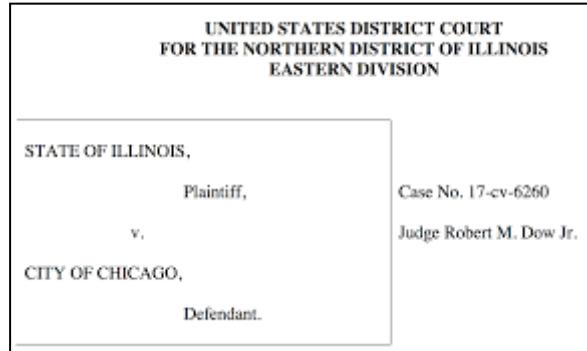 UNITED STATES DISTRICT COURT
FOR THE NORTHERN DISTRICT OF ILLINOIS
EASTERN DIVISION
STATE OF ILLINOIS,
Plaintiff,
Case No. 17-cv-6260
v.
Judge Robert M. Dow Jr.
CITY OF CHICAGO,
Defendant.